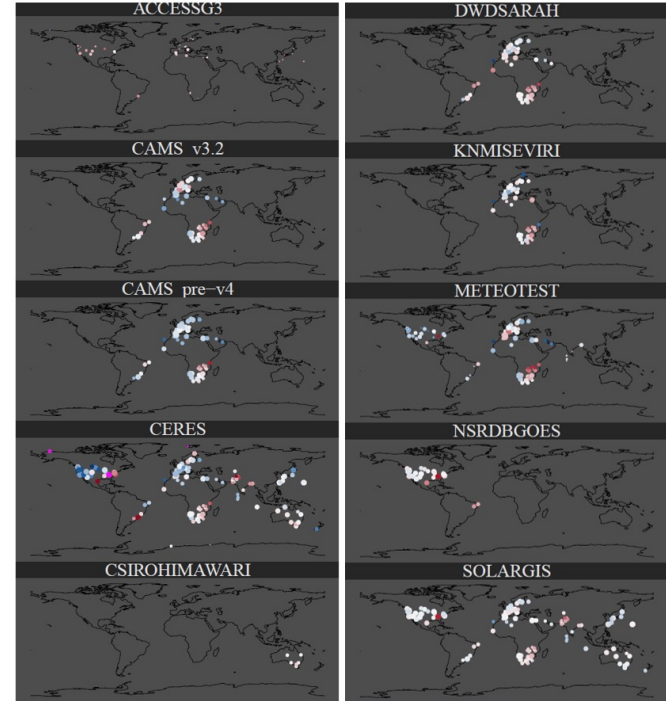 ACCESSG3
DWDSARAH
CAMS v3.2
KNMISEVIRI
CAMS pre−v4
METEOTEST
CERES
NSRDBGOES
CSIROHIMAWARI
SOLARGIS